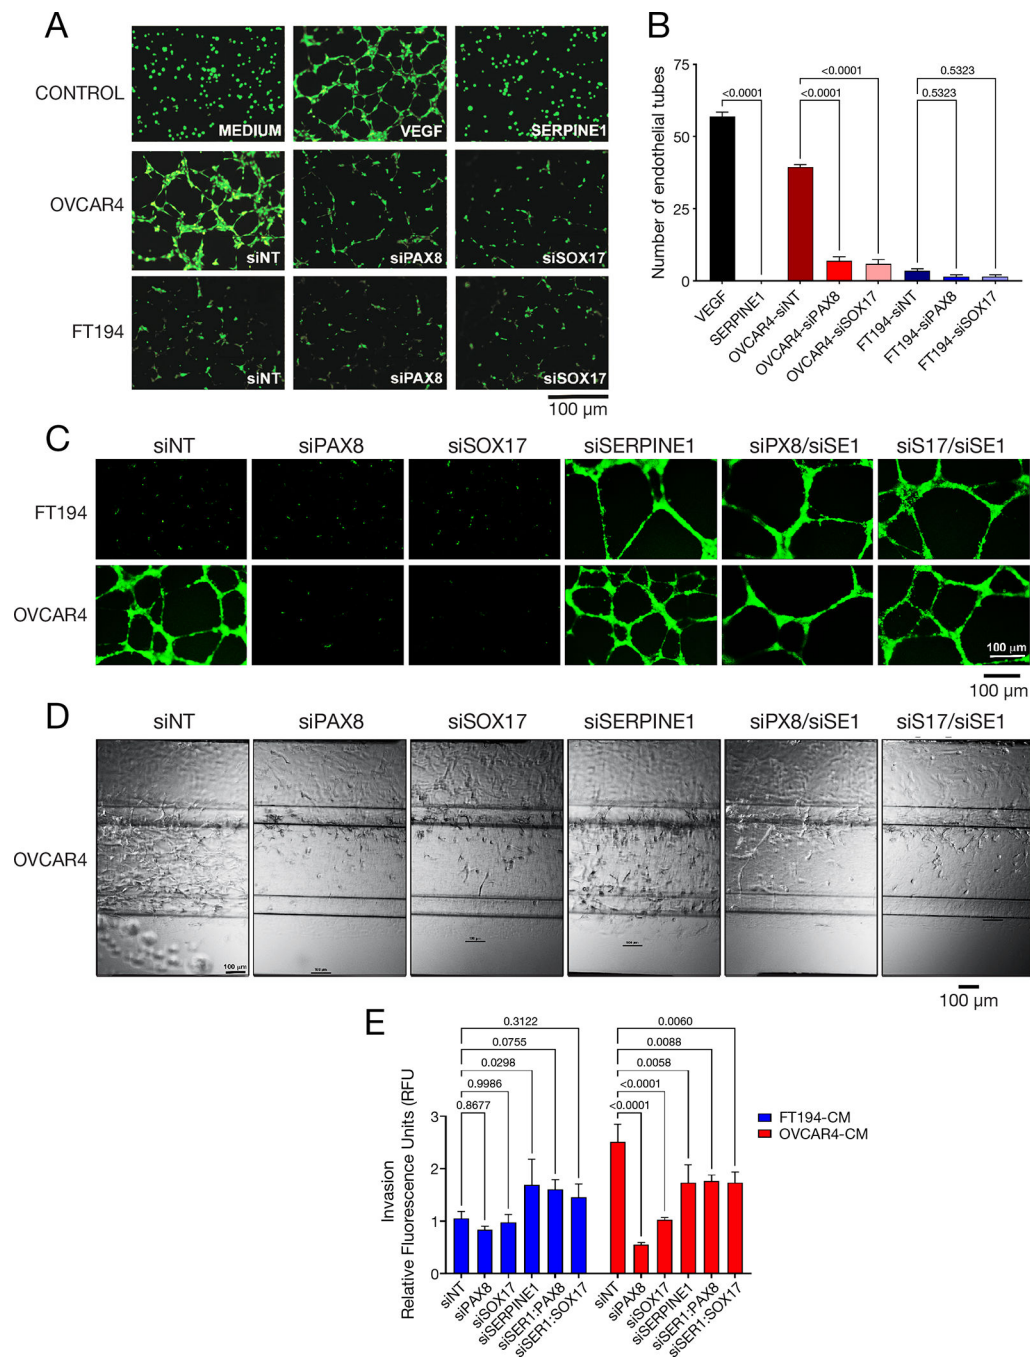 A
CONTROL
MEDIUM
VEGF
SERPINE1
OVCAR4
siNT
siPAX8
siSOX17
FT194
siNT
siPAX8
siSOX17
100 µm
B
Number of endothelial tubes
75
50
25
0
<0.0001
<0.0001
0.5323
0.5323
VEGF
SERPINE1
OVCAR4-siNT
OVCAR4-siPAX8
OVCAR4-siSOX17
FT194-siNT
FT194-siPAX8
FT194-siSOX17
C
siNT siPAX8 siSOX17 siSERPINE1 siPX8/siSE1 siS17/siSE1
FT194
OVCAR4
100 µm
100 µm
D
siNT siPAX8 siSOX17 siSERPINE1 siPX8/siSE1 siS17/siSE1
OVCAR4
100 µm
100 µm
E
Invasion
Relative Fluorescence Units (RFU
3
2
1
0
0.3122
0.0755
0.0298
0.9986
0.8677
0.0060
0.0088
0.0058
<0.0001
<0.0001
siNT
siPAX8
siSOX17
siSERPINE1
siSER1:PAX8
siSER1:SOX17
siNT
siPAX8
siSOX17
siSERPINE1
siSER1:PAX8
siSER1:SOX17
FT194-CM
OVCAR4-CM